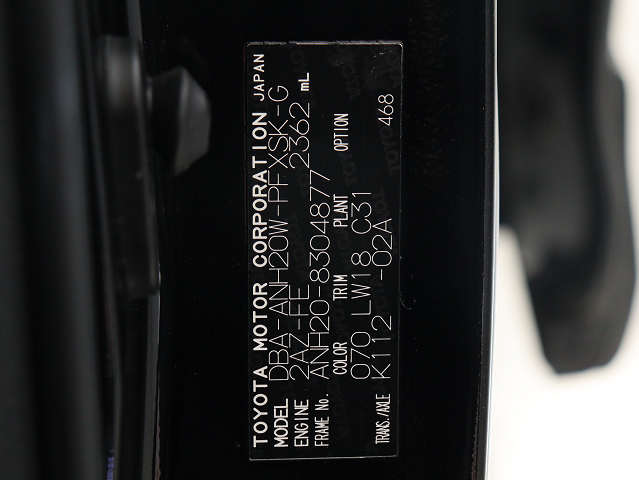 TOYOTA MOTOR CORPORATION JAPAN
MODEL DBA-ANH20W-PFXSK-G
ENGINE 2AZ-FE 2362 mL
FRAME No. ANH20-8304877
COLOR TRIM PLANT OPTION
070 LW18 C31
TRANS./AXLE K112 -02A 468